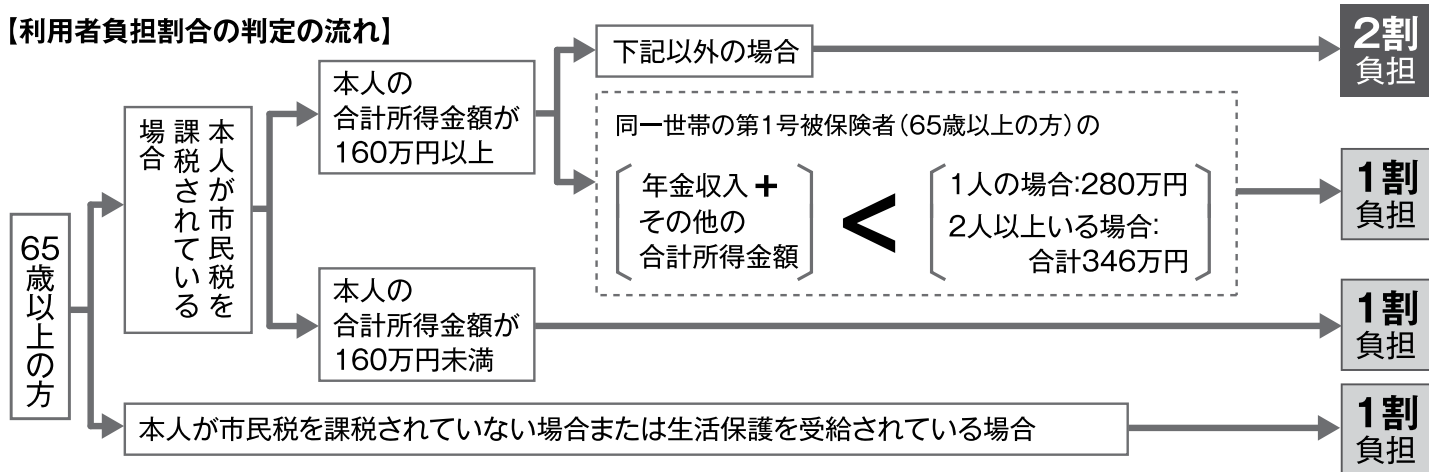 【利用者負担割合の判定の流れ】
65歳以上の方
本人が市民税を
課税されている
場合
本人の
合計所得金額が
160万円以上
下記以外の場合
2割
負担
同一世帯の第1号被保険者（65歳以上の方）の
年金収入+
その他の
合計所得金額
<
1人の場合:280万円
2人以上いる場合:
合計346万円
1割
負担
本人の
合計所得金額が
160万円未満
1割
負担
本人が市民税を課税されていない場合または生活保護を受給されている場合
1割
負担